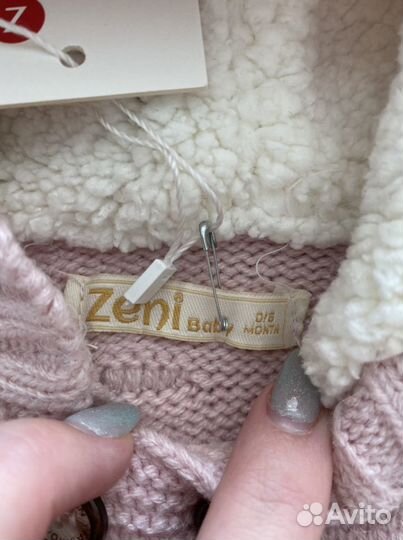 Z
Zeni Baby
0/6
MONTH
Avito